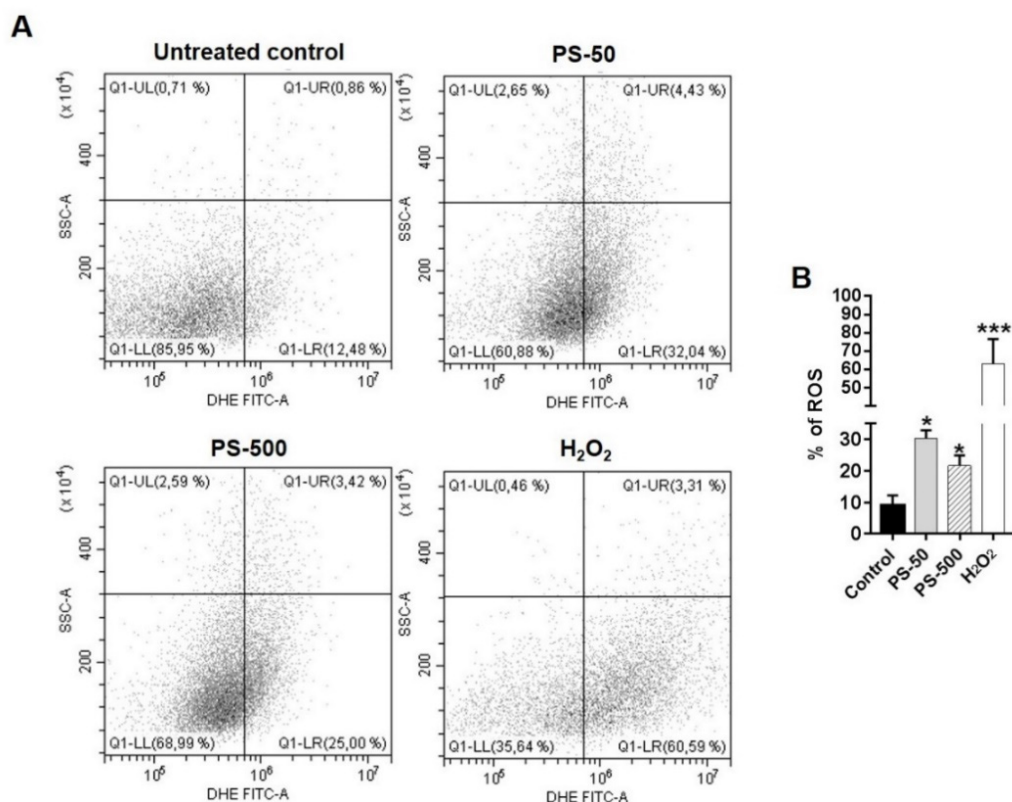 A
Untreated control
Q1-UL(0,71 %) Q1-UR(0,86 %)
Q1-LL(85,95 %) Q1-LR(12,48 %)
(x 10⁴)
SSC-A
400
200
10⁵ 10⁶ 10⁷
DHE FITC-A
PS-50
Q1-UL(2,65 %) Q1-UR(4,43 %)
Q1-LL(60,88 %) Q1-LR(32,04 %)
(x 10⁴)
SSC-A
400
200
10⁵ 10⁶ 10⁷
DHE FITC-A
PS-500
Q1-UL(2,59 %) Q1-UR(3,42 %)
Q1-LL(68,99 %) Q1-LR(25,00 %)
(x 10⁴)
SSC-A
400
200
10⁵ 10⁶ 10⁷
DHE FITC-A
H₂O₂
Q1-UL(0,46 %) Q1-UR(3,31 %)
Q1-LL(35,64 %) Q1-LR(60,59 %)
(x 10⁴)
SSC-A
400
200
10⁵ 10⁶ 10⁷
DHE FITC-A
B
% of ROS
100
90
80
70
60
50
30
20
10
0
*
*
***
Control
PS-50
PS-500
H₂O₂